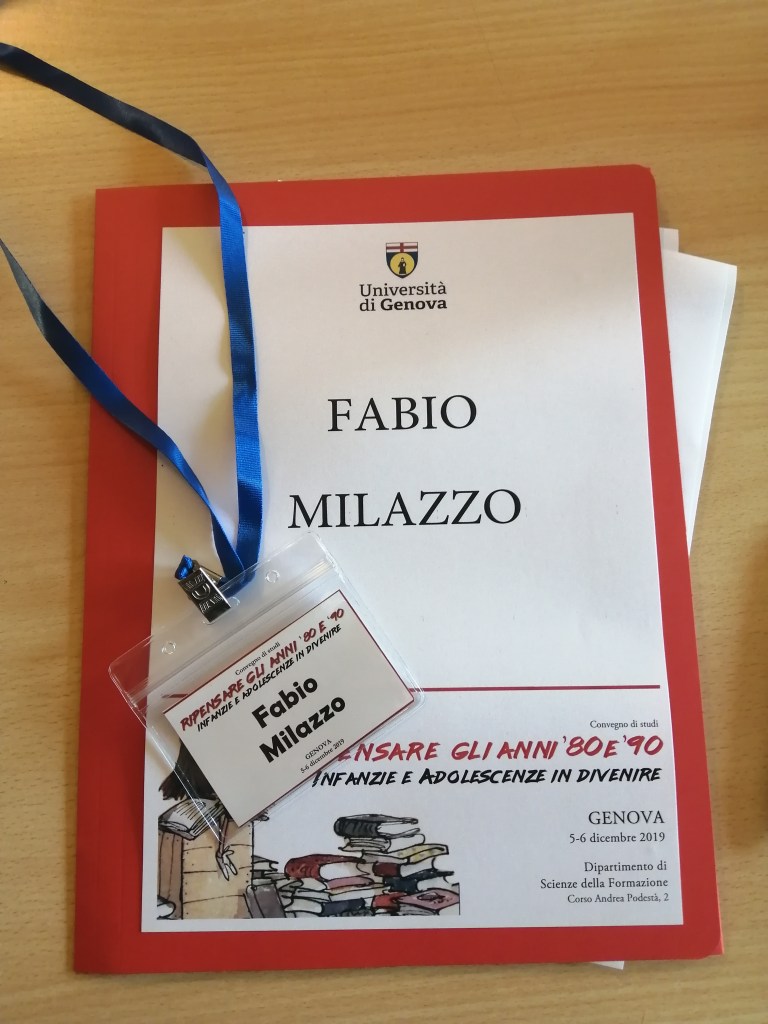 Università
di Genova
FABIO
MILAZZO
Convegno di studi
RIPENSARE GLI ANNI '80 E '90
INFANZIE E ADOLESCENZE IN DIVENIRE
Fabio
Milazzo
GENOVA
5-6 dicembre 2019
Convegno di studi
ENSARE GLI ANNI '80 E '90
INFANZIE E ADOLESCENZE IN DIVENIRE
GENOVA
5-6 dicembre 2019
Dipartimento di
Scienze della Formazione
Corso Andrea Podestà, 2